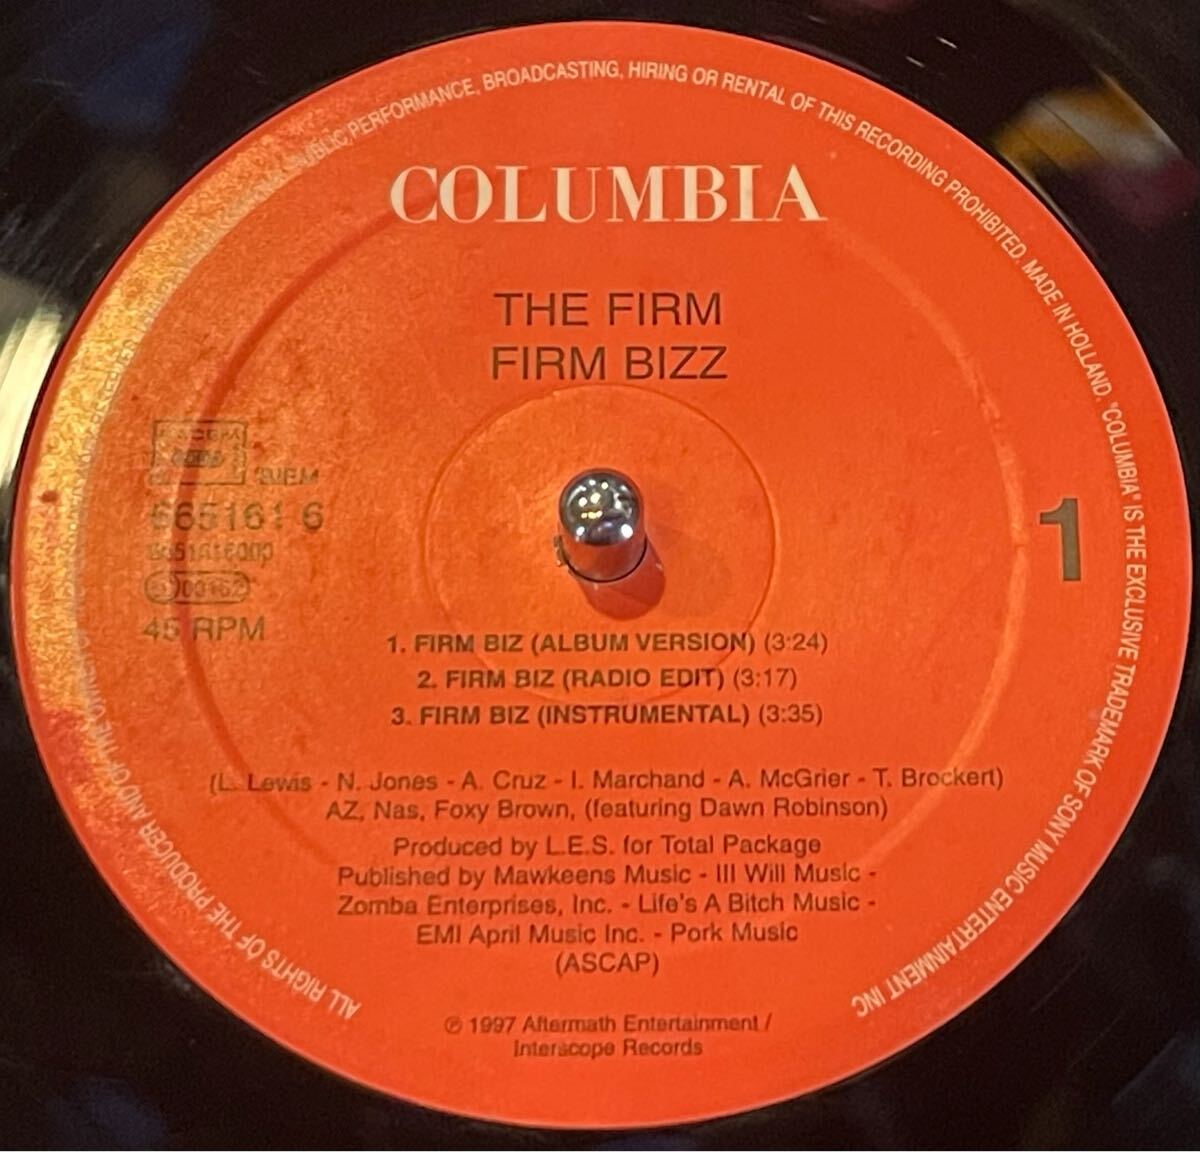 COLUMBIA
THE FIRM
FIRM BIZZ
BIEM
665161 6
45 RPM
1
1. FIRM BIZ (ALBUM VERSION) (3:24)
2. FIRM BIZ (RADIO EDIT) (3:17)
3. FIRM BIZ (INSTRUMENTAL) (3:35)
(L. Lewis - N. Jones - A. Cruz - I. Marchand - A. McGrier - T. Brockert)
AZ, Nas, Foxy Brown, (featuring Dawn Robinson)
Produced by L.E.S. for Total Package
Published by Mawkeens Music - Ill Will Music -
Zomba Enterprises, Inc. - Life's A Bitch Music -
EMI April Music Inc. - Pork Music
(ASCAP)
℗ 1997 Aftermath Entertainment /
Interscope Records
ALL RIGHTS OF THE PRODUCER AND OF THE PUBLIC PERFORMANCE, BROADCASTING, HIRING OR RENTAL OF THIS RECORDING PROHIBITED. MADE IN HOLLAND. "COLUMBIA" IS THE EXCLUSIVE TRADEMARK OF SONY MUSIC ENTERTAINMENT INC